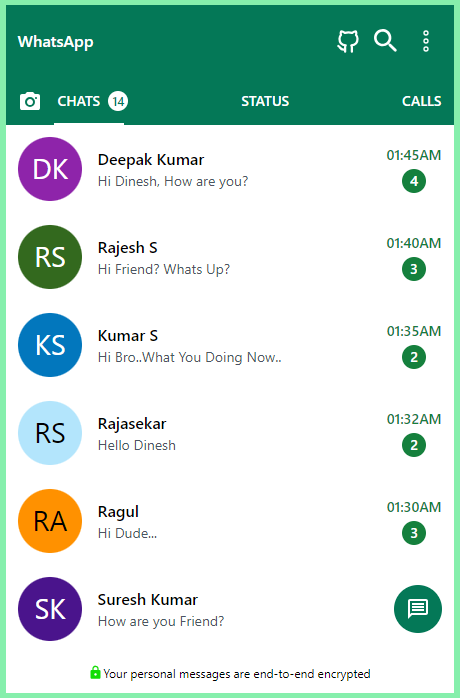 WhatsApp
CHATS 14 STATUS CALLS
DK Deepak Kumar 01:45AM
Hi Dinesh, How are you? 4
RS Rajesh S 01:40AM
Hi Friend? Whats Up? 3
KS Kumar S 01:35AM
Hi Bro..What You Doing Now.. 2
RS Rajasekar 01:32AM
Hello Dinesh 2
RA Ragul 01:30AM
Hi Dude... 3
SK Suresh Kumar
How are you Friend?
Your personal messages are end-to-end encrypted